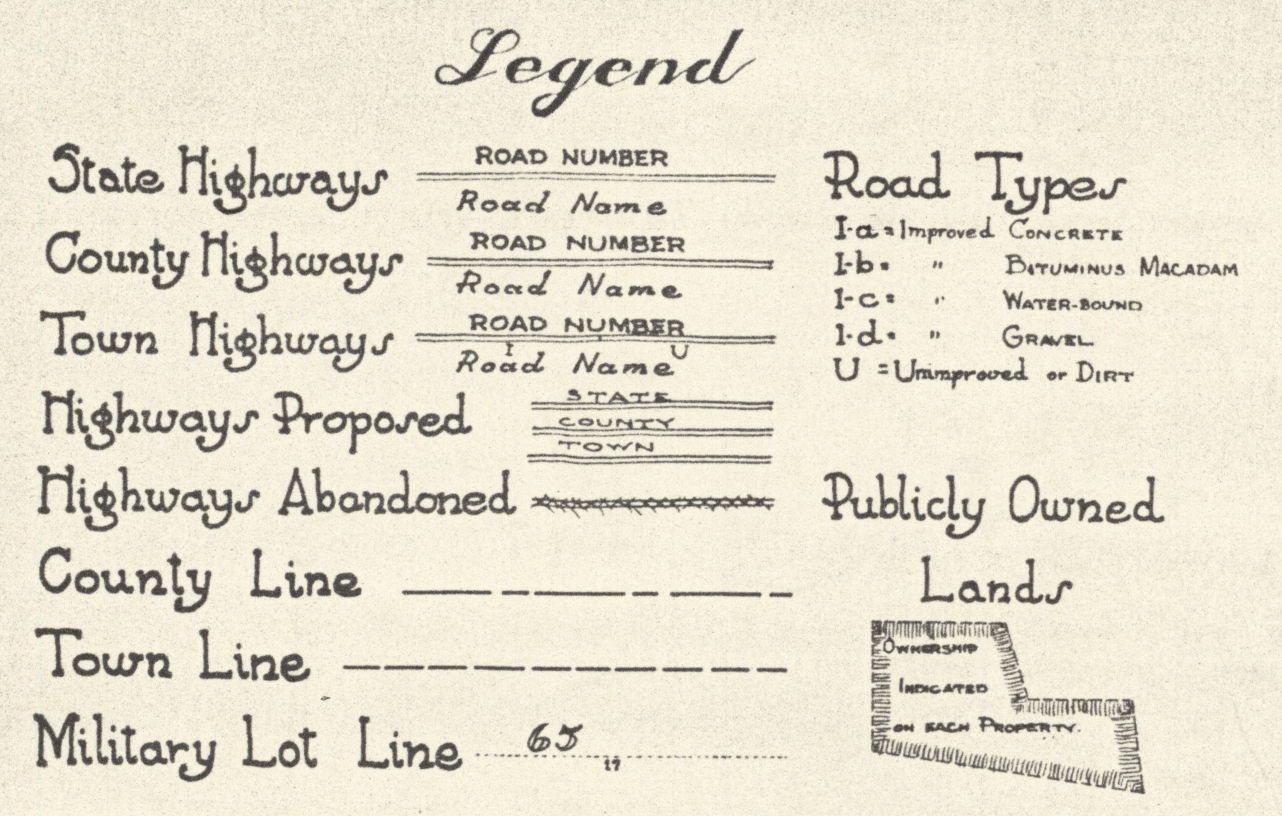 Legend
State Highways
ROAD NUMBER
Road Name
County Highways
ROAD NUMBER
Road Name
Town Highways
ROAD NUMBER
I U
Road Name
Highways Proposed
STATE
COUNTY
TOWN
Highways Abandoned
County Line
Town Line
Military Lot Line
65
17
Road Types
I-a = Improved CONCRETE
I-b = " BITUMINUS MACADAM
I-c = " WATER-BOUND
I-d = " GRAVEL
U = Unimproved or DIRT
Publicly Owned
Lands
OWNERSHIP
INDICATED
ON EACH PROPERTY.